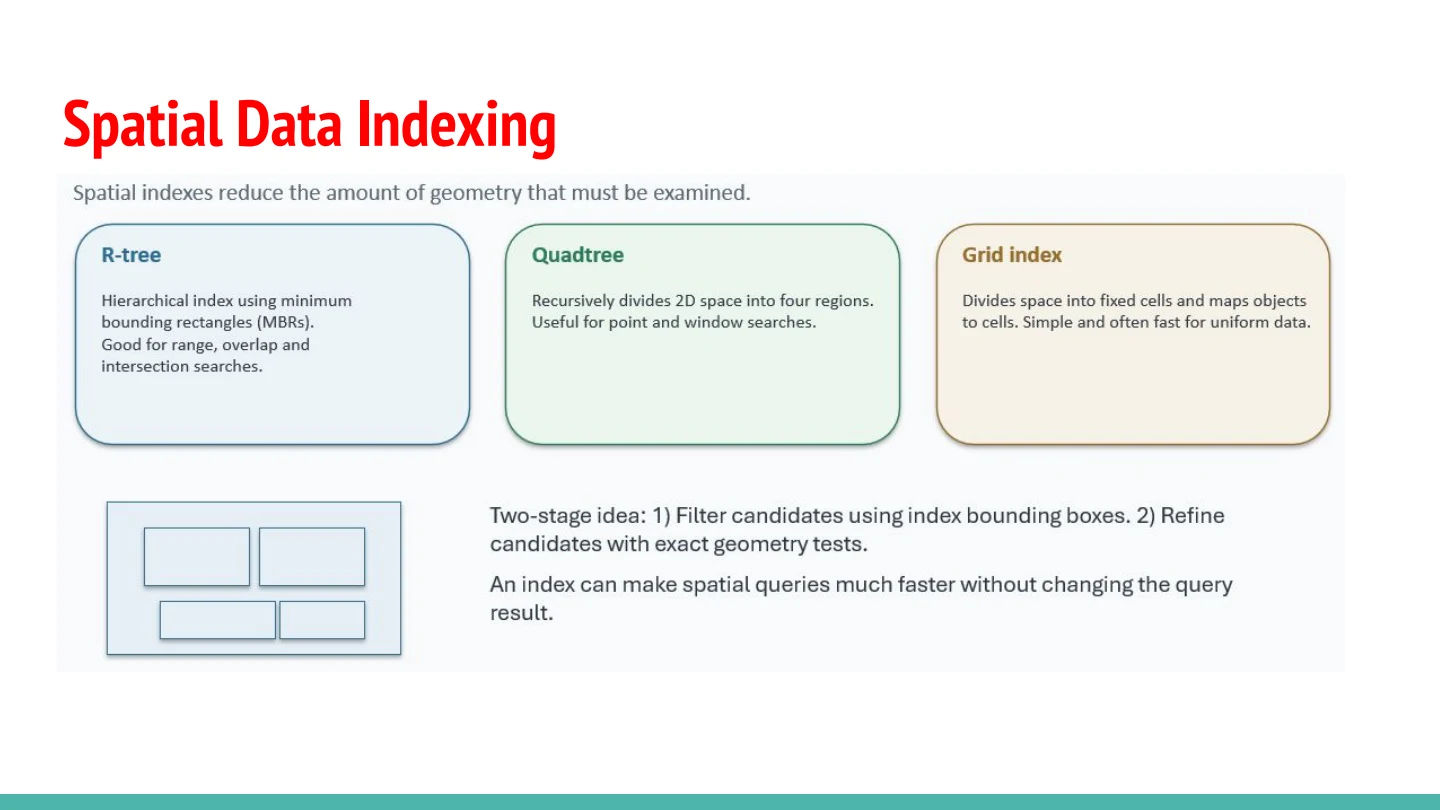 Spatial Data Indexing
Spatial indexes reduce the amount of geometry that must be examined.
R-tree
Hierarchical index using minimum
bounding rectangles (MBRs).
Good for range, overlap and
intersection searches.
Quadtree
Recursively divides 2D space into four regions.
Useful for point and window searches.
Grid index
Divides space into fixed cells and maps objects
to cells. Simple and often fast for uniform data.
Two-stage idea: 1) Filter candidates using index bounding boxes. 2) Refine
candidates with exact geometry tests.
An index can make spatial queries much faster without changing the query
result.